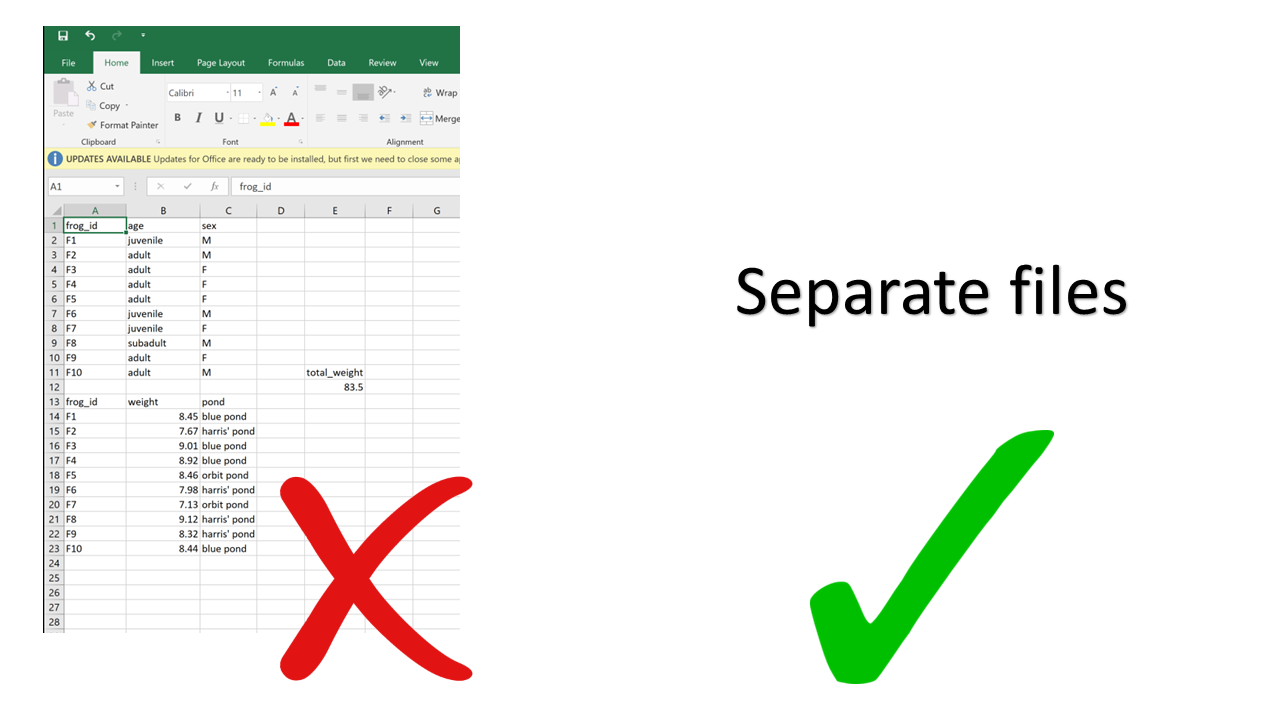 File Home Insert Page Layout Formulas Data Review View
Cut
Calibri 11 A A Wrap
Copy
Paste
B I U A Merge
Format Painter
Clipboard Font Alignment
UPDATES AVAILABLE Updates for Office are ready to be installed, but first we need to close some a
A1 fx frog_id
A B C D E F G
1 frog_id age sex
2 F1 juvenile M
3 F2 adult M
4 F3 adult F
5 F4 adult F
6 F5 adult F
7 F6 juvenile M
8 F7 juvenile F
9 F8 subadult M
10 F9 adult F
11 F10 adult M total_weight
12 83.5
13 frog_id weight pond
14 F1 8.45 blue pond
15 F2 7.67 harris' pond
16 F3 9.01 blue pond
17 F4 8.92 blue pond
18 F5 8.46 orbit pond
19 F6 7.98 harris' pond
20 F7 7.13 orbit pond
21 F8 9.12 harris' pond
22 F9 8.32 harris' pond
23 F10 8.44 blue pond
24
25
26
27
28
Separate files